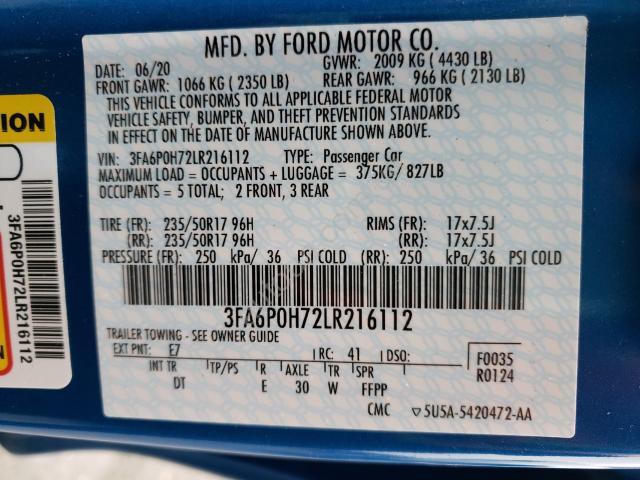 MFD. BY FORD MOTOR CO.
DATE: 06/20 GVWR: 2009 KG ( 4430 LB)
FRONT GAWR: 1066 KG ( 2350 LB) REAR GAWR: 966 KG ( 2130 LB)
THIS VEHICLE CONFORMS TO ALL APPLICABLE FEDERAL MOTOR
VEHICLE SAFETY, BUMPER, AND THEFT PREVENTION STANDARDS
IN EFFECT ON THE DATE OF MANUFACTURE SHOWN ABOVE.
VIN: 3FA6P0H72LR216112 TYPE: Passenger Car
MAXIMUM LOAD = OCCUPANTS + LUGGAGE = 375KG/ 827LB
OCCUPANTS = 5 TOTAL; 2 FRONT, 3 REAR
TIRE (FR): 235/50R17 96H RIMS (FR): 17x7.5J
(RR): 235/50R17 96H (RR): 17x7.5J
PRESSURE (FR): 250 kPa/ 36 PSI COLD (RR): 250 kPa/ 36 PSI COLD
3FA6P0H72LR216112
TRAILER TOWING - SEE OWNER GUIDE
EXT PNT: E7 RC: 41 DSO: F0035
INT TR TP/PS R AXLE TR SPR R0124
DT E 30 W FFPP
CMC ▽5U5A-5420472-AA
ION
3FA6P0H72LR216112